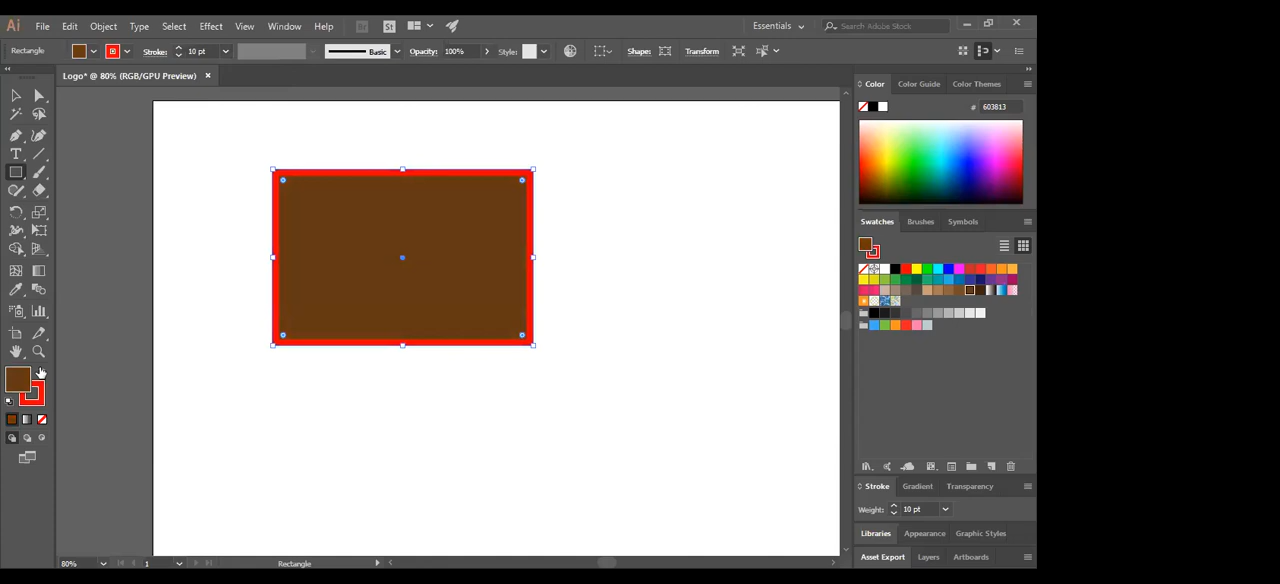 Ai File Edit Object Type Select Effect View Window Help Br St Essentials Search Adobe Stock
Rectangle Stroke: 10 pt Basic Opacity: 100% Style: Shape: Transform
Logo* @ 80% (RGB/GPU Preview) ×
Color Color Guide Color Themes
# 603813
Swatches Brushes Symbols
Stroke Gradient Transparency
Weight: 10 pt
Libraries Appearance Graphic Styles
Asset Export Layers Artboards
80% 1 Rectangle